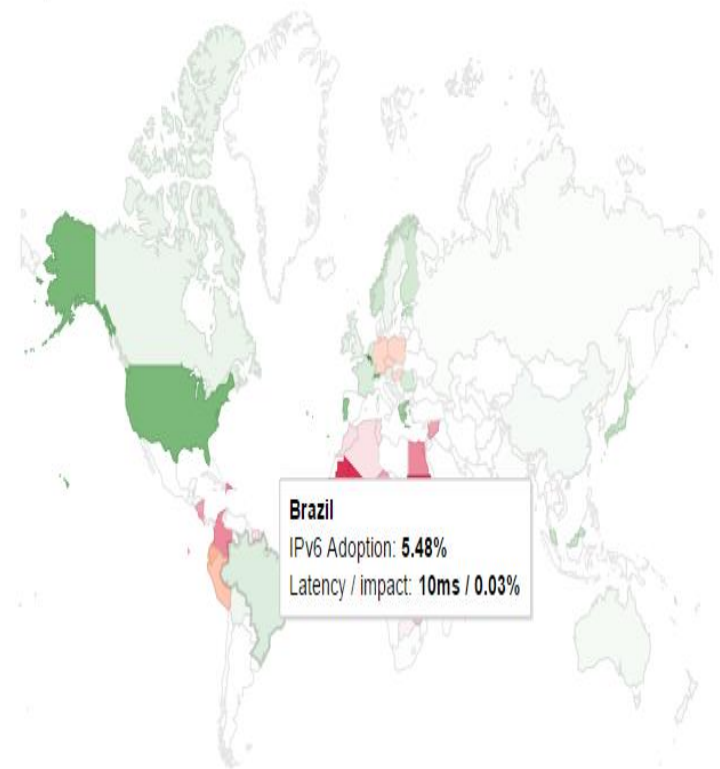 Brazil
IPv6 Adoption: 5.48%
Latency / impact: 10ms / 0.03%